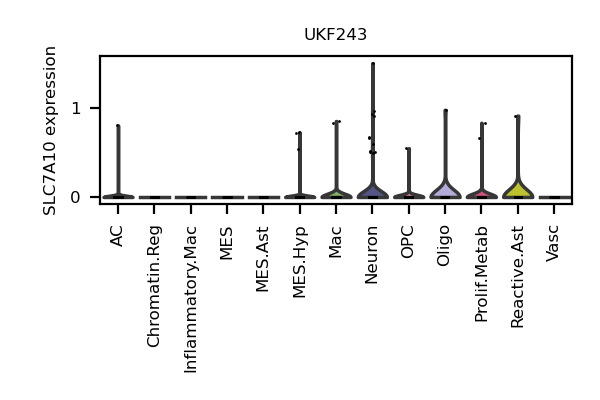 UKF243
SLC7A10 expression
1
0
AC
Chromatin.Reg
Inflammatory.Mac
MES
MES.Ast
MES.Hyp
Mac
Neuron
OPC
Oligo
Prolif.Metab
Reactive.Ast
Vasc